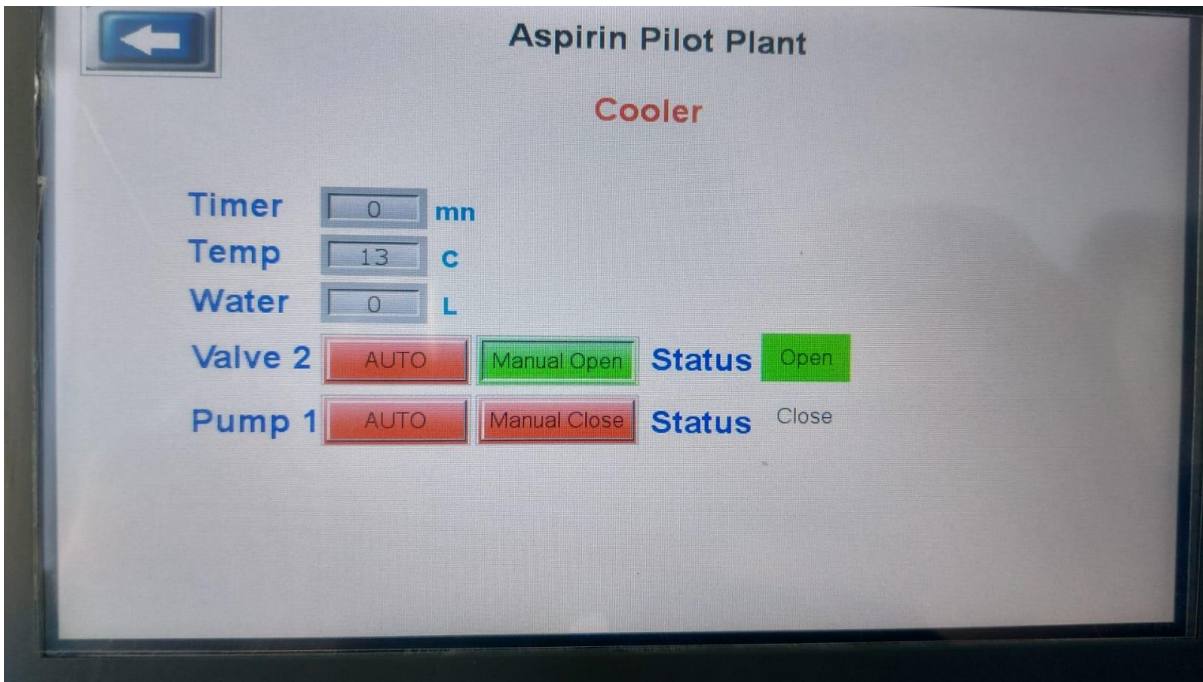 Aspirin Pilot Plant
Cooler
Timer 0 mn
Temp 13 C
Water 0 L
Valve 2 AUTO Manual Open Status Open
Pump 1 AUTO Manual Close Status Close